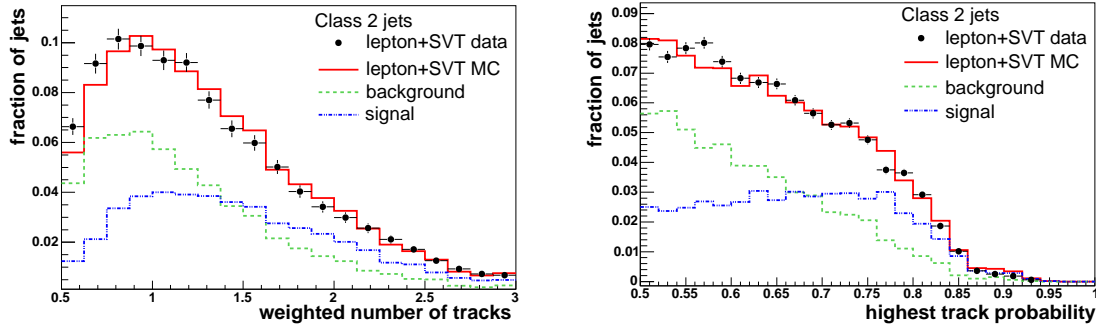 Class 2 jets
lepton+SVT data
lepton+SVT MC
background
signal
fraction of jets
0.1
0.08
0.06
0.04
0.02
0.5 1 1.5 2 2.5 3
weighted number of tracks
Class 2 jets
lepton+SVT data
lepton+SVT MC
background
signal
fraction of jets
0.09
0.08
0.07
0.06
0.05
0.04
0.03
0.02
0.01
0.00
0.5 0.55 0.6 0.65 0.7 0.75 0.8 0.85 0.9 0.95 1
highest track probability